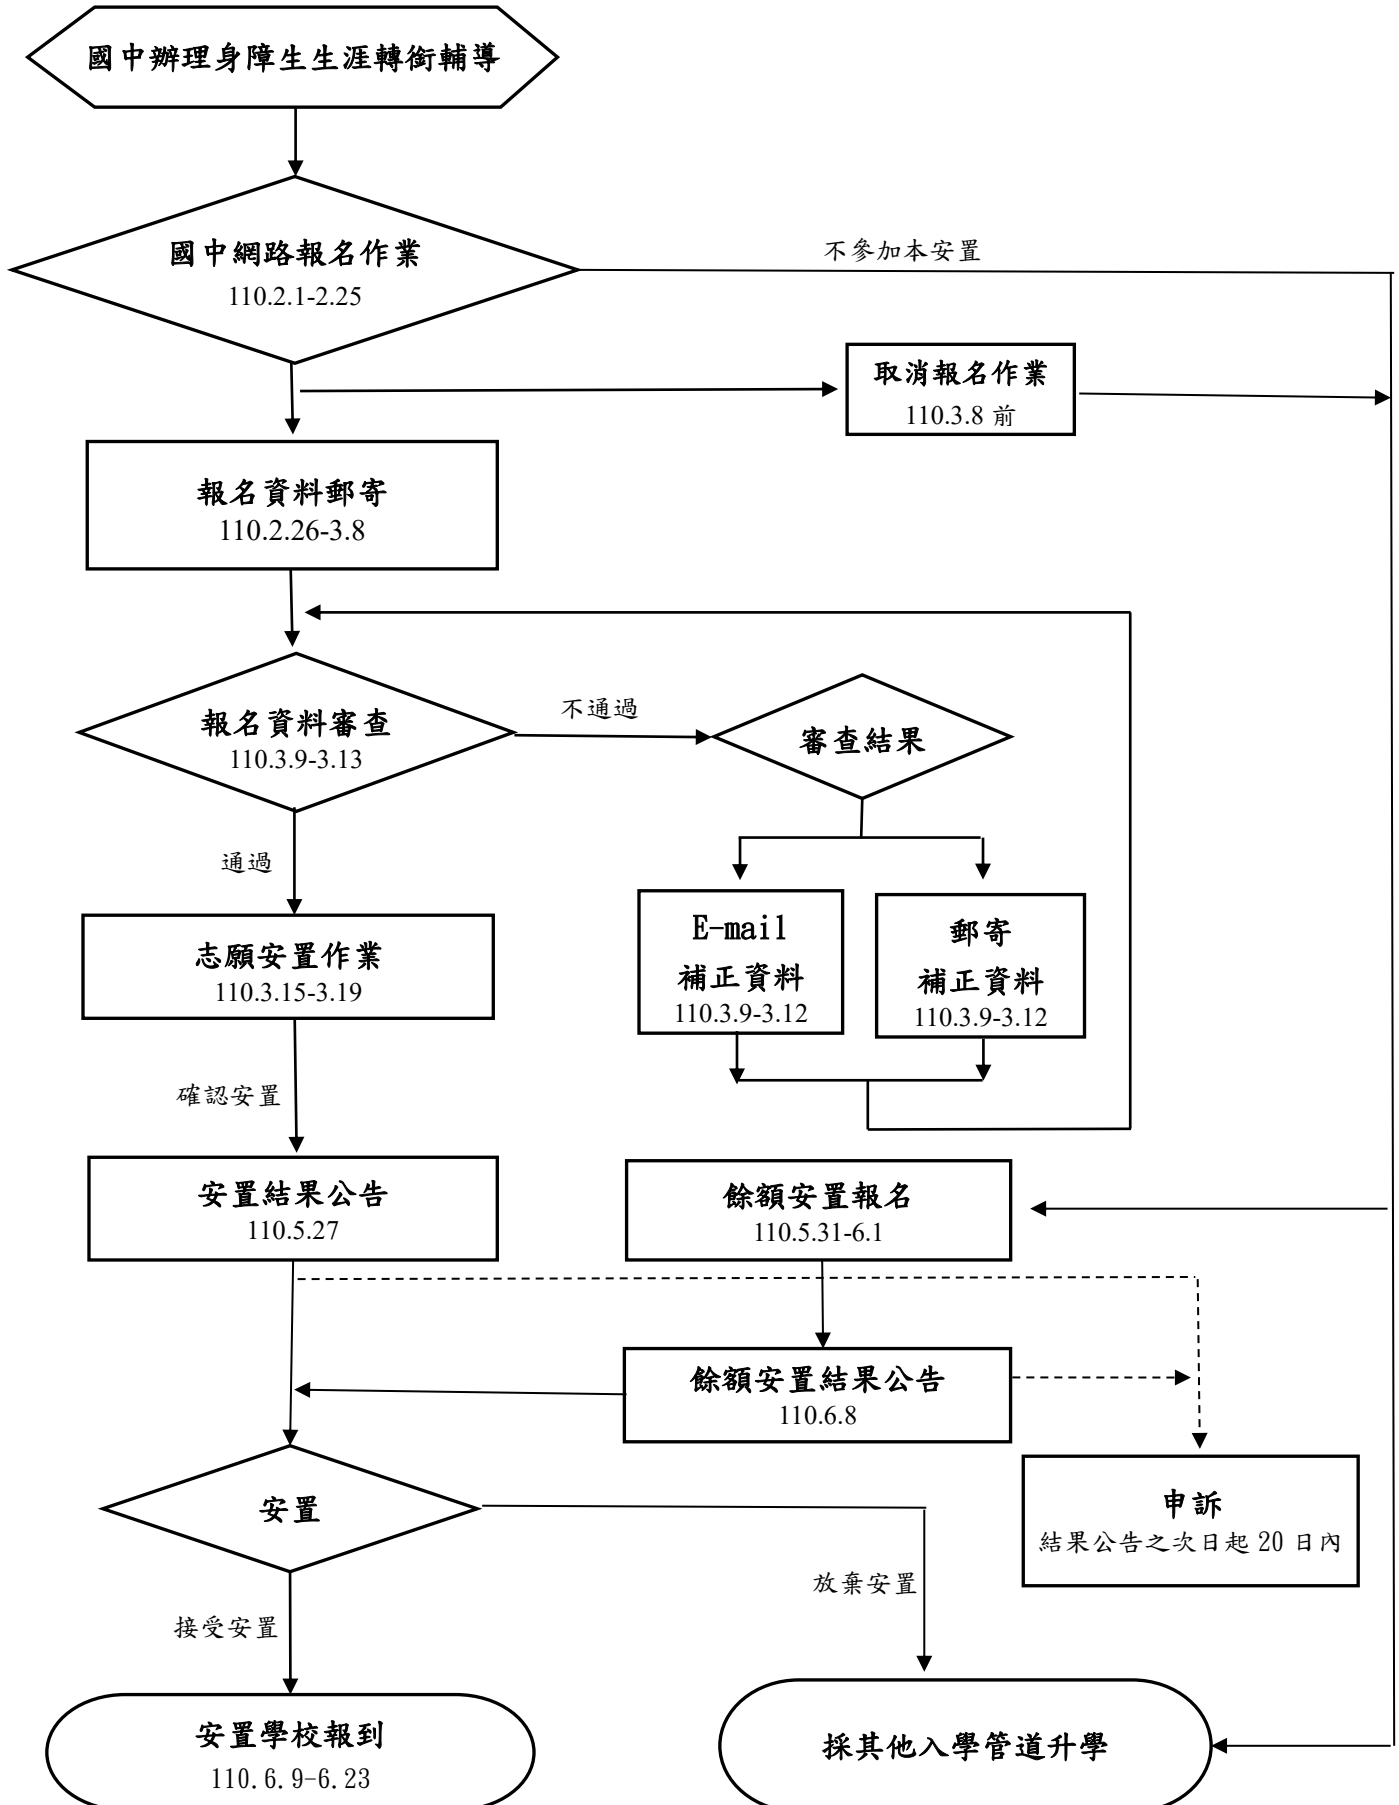 國中辦理身障生生涯轉銜輔導
國中網路報名作業
110.2.1-2.25
不參加本安置
取消報名作業
110.3.8 前
報名資料郵寄
110.2.26-3.8
報名資料審查
110.3.9-3.13
不通過
審查結果
通過
E-mail
補正資料
110.3.9-3.12
郵寄
補正資料
110.3.9-3.12
志願安置作業
110.3.15-3.19
確認安置
安置結果公告
110.5.27
餘額安置報名
110.5.31-6.1
餘額安置結果公告
110.6.8
安置
申訴
結果公告之次日起 20 日內
放棄安置
接受安置
安置學校報到
110.6.9-6.23
採其他入學管道升學